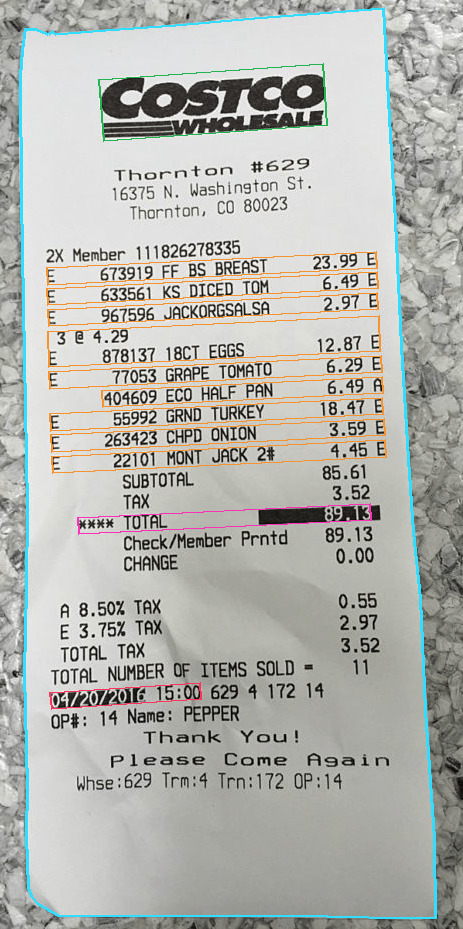 COSTCO
WHOLESALE
Thornton #629
16375 N. Washington St.
Thornton, CO 80023
2X Member 111826278335
E 673919 FF BS BREAST 23.99 E
E 633561 KS DICED TOM 6.49 E
E 967596 JACKORGSALSA 2.97 E
3 @ 4.29
E 878137 18CT EGGS 12.87 E
E 77053 GRAPE TOMATO 6.29 E
404609 ECO HALF PAN 6.49 A
E 55992 GRND TURKEY 18.47 E
E 263423 CHPD ONION 3.59 E
E 22101 MONT JACK 2# 4.45 E
SUBTOTAL 85.61
TAX 3.52
**** TOTAL 89.13
Check/Member Prntd 89.13
CHANGE 0.00
A 8.50% TAX 0.55
E 3.75% TAX 2.97
TOTAL TAX 3.52
TOTAL NUMBER OF ITEMS SOLD = 11
04/20/2016 15:00 629 4 172 14
OP#: 14 Name: PEPPER
Thank You!
Please Come Again
Whse:629 Trm:4 Trn:172 OP:14